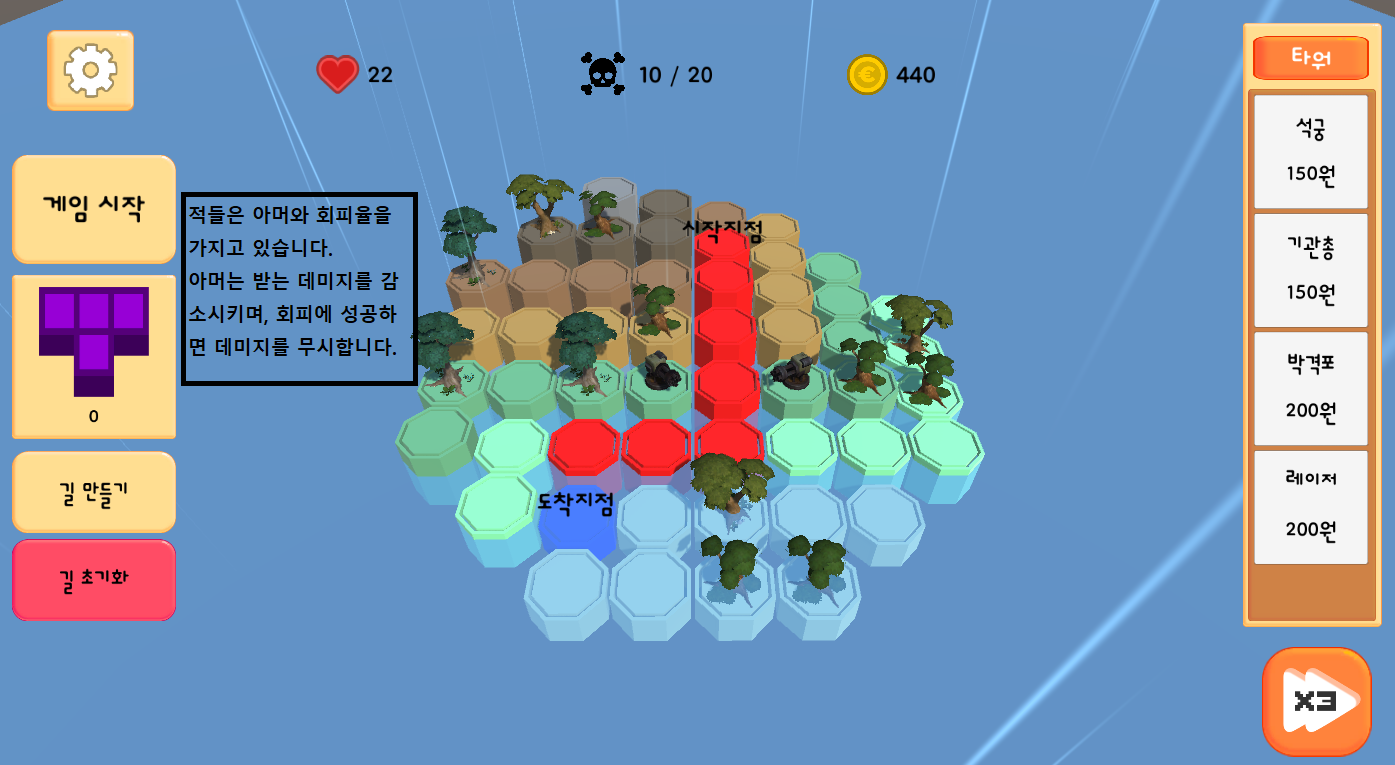 22
10 / 20
440
타워
석궁
150원
기관총
150원
박격포
200원
레이저
200원
X3
게임 시작
적들은 아머와 회피율을
가지고 있습니다.
아머는 받는 데미지를 감
소시키며, 회피에 성공하
면 데미지를 무시합니다.
0
길 만들기
길 초기화
시작지점
도착지점